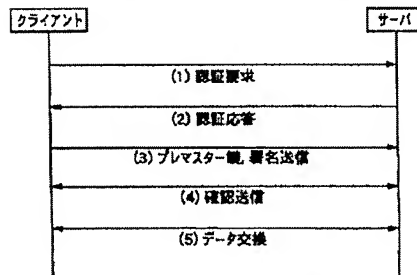 クライアント
サーバ
(1) 認証要求
(2) 認証応答
(3) プレマスター鍵, 署名送信
(4) 確認送信
(5) データ交換